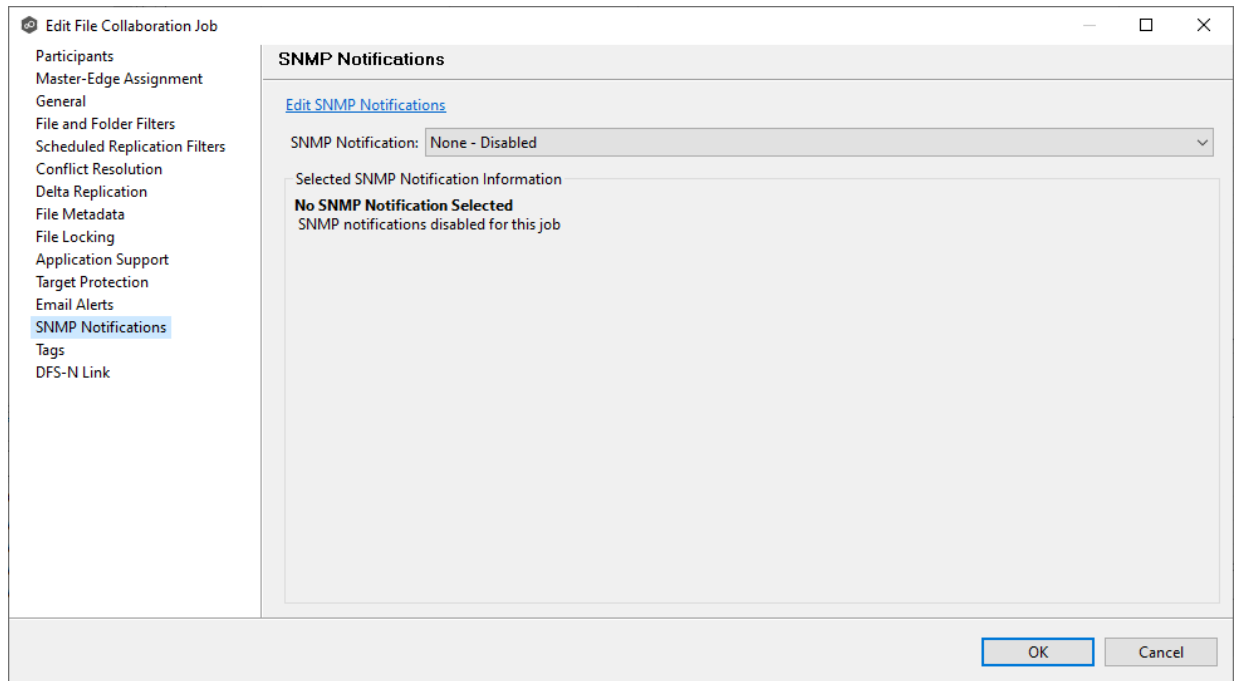 Edit File Collaboration Job
Participants
Master-Edge Assignment
General
File and Folder Filters
Scheduled Replication Filters
Conflict Resolution
Delta Replication
File Metadata
File Locking
Application Support
Target Protection
Email Alerts
SNMP Notifications
Tags
DFS-N Link
SNMP Notifications
Edit SNMP Notifications
SNMP Notification: None - Disabled
Selected SNMP Notification Information
No SNMP Notification Selected
SNMP notifications disabled for this job
OK Cancel